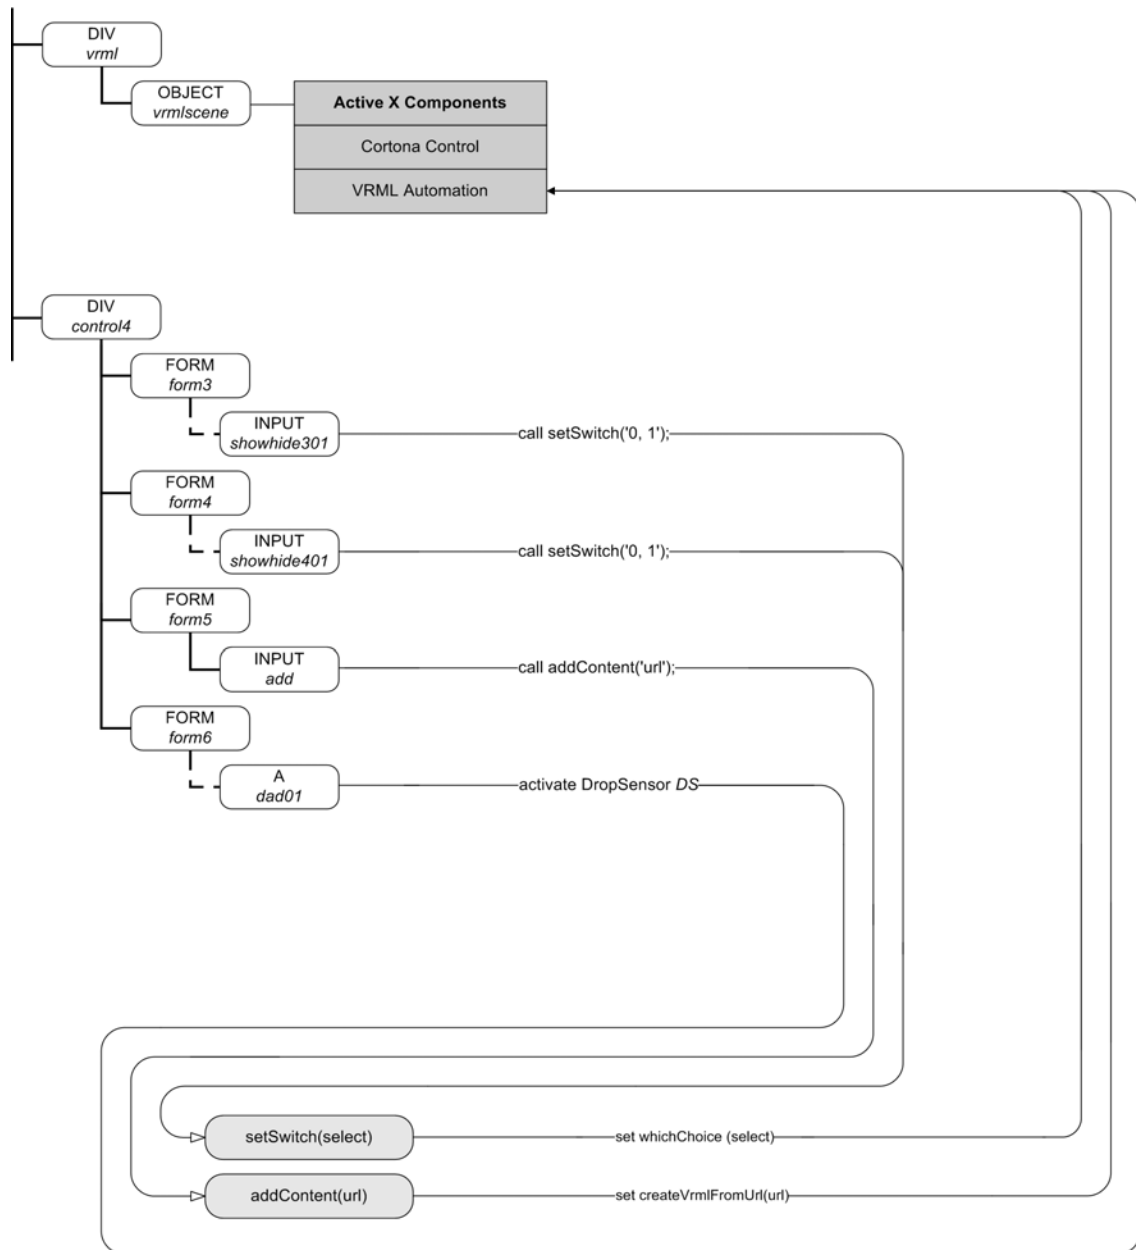 DIV
vrml
OBJECT
vrmlscene
Active X Components
Cortona Control
VRML Automation
DIV
control4
FORM
form3
INPUT
showhide301
call setSwitch('0, 1');
FORM
form4
INPUT
showhide401
call setSwitch('0, 1');
FORM
form5
INPUT
add
call addContent('url');
FORM
form6
A
dad01
activate DropSensor DS
setSwitch(select)
set whichChoice (select)
addContent(url)
set createVrmlFromUrl(url)